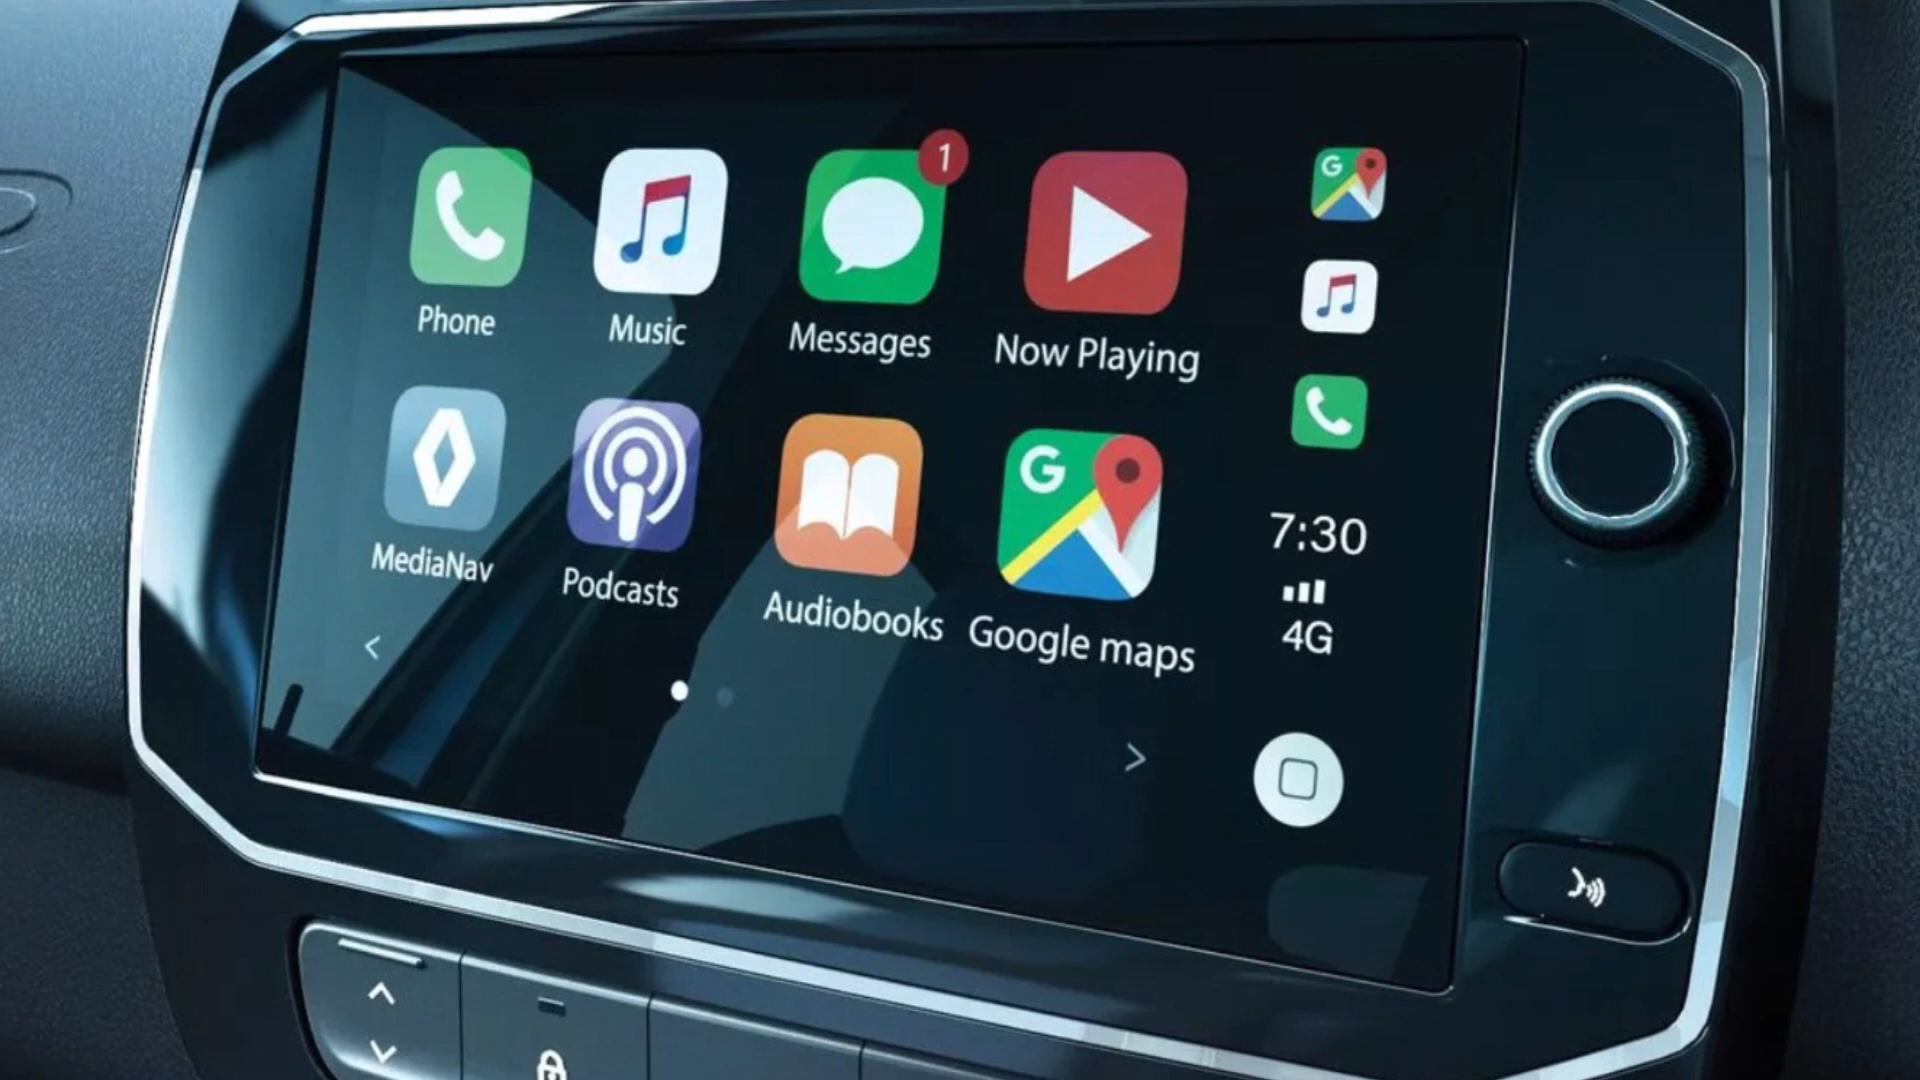 1
Phone
Music
Messages
Now Playing
G
G
MediaNav
Podcasts
Audiobooks
Google maps
7:30
4G